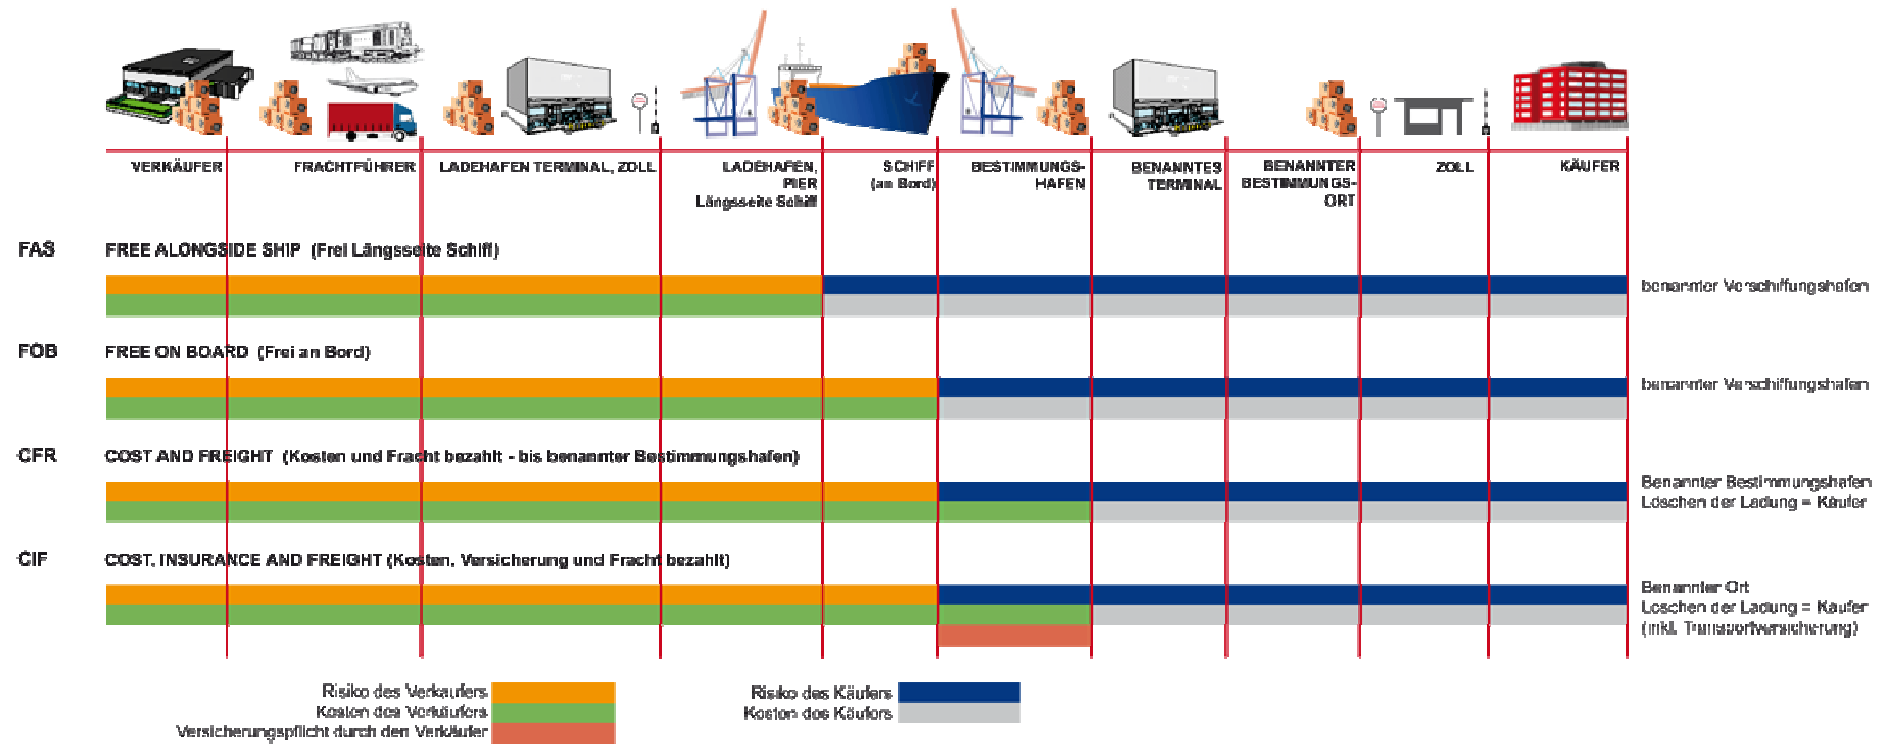 VERKÄUFER
FRACHTFÜHRER
LADEHAFEN TERMINAL, ZOLL
LADEHAFEN,
PIER
Längsseite Schiff
SCHIFF
(an Bord)
BESTIMMUNGS-
HAFEN
BENANNTES
TERMINAL
BENANNTER
BESTIMMUNGS-
ORT
ZOLL
KÄUFER
FAS
FREE ALONGSIDE SHIP (Frei Längsseite Schiff)
benannter Verschiffungshafen
FOB
FREE ON BOARD (Frei an Bord)
benannter Verschiffungshafen
CFR
COST AND FREIGHT (Kosten und Fracht bezahlt - bis benannter Bestimmungshafen)
Benannter Bestimmungshafen
Löschen der Ladung = Käufer
CIF
COST, INSURANCE AND FREIGHT (Kosten, Versicherung und Fracht bezahlt)
Benannter Ort
Löschen der Ladung = Käufer
(inkl. Transportversicherung)
Risiko des Verkäufers
Kosten des Verkäufers
Versicherungspflicht durch den Verkäufer
Risiko des Käufers
Kosten des Käufers